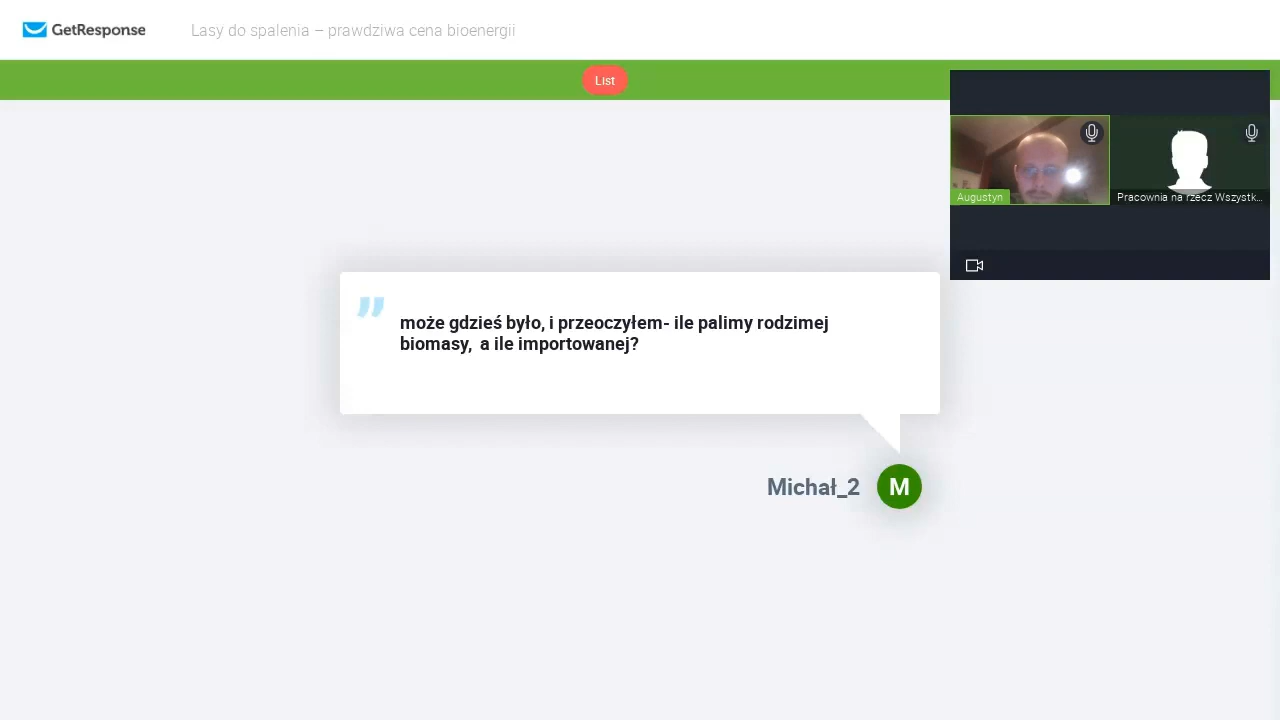 GetResponse
Lasy do spalenia – prawdziwa cena bioenergii
List
Augustyn
Pracownia na rzecz Wszystk...
”
może gdzieś było, i przeoczyłem- ile palimy rodzimej
biomasy,  a ile importowanej?
Michał_2
M